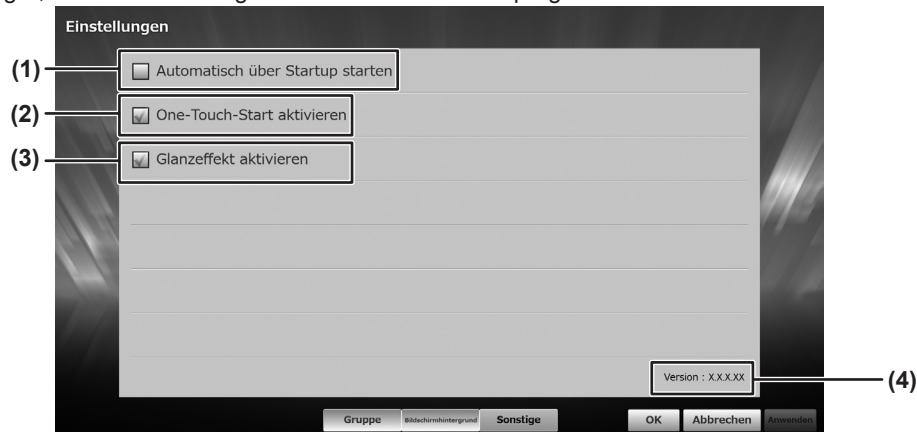 Einstellungen
(1) Automatisch über Startup starten
(2) One-Touch-Start aktivieren
(3) Glanzeffekt aktivieren
Version : X.X.X.XX (4)
Gruppe Bildschirmhintergrund Sonstige OK Abbrechen Anwenden